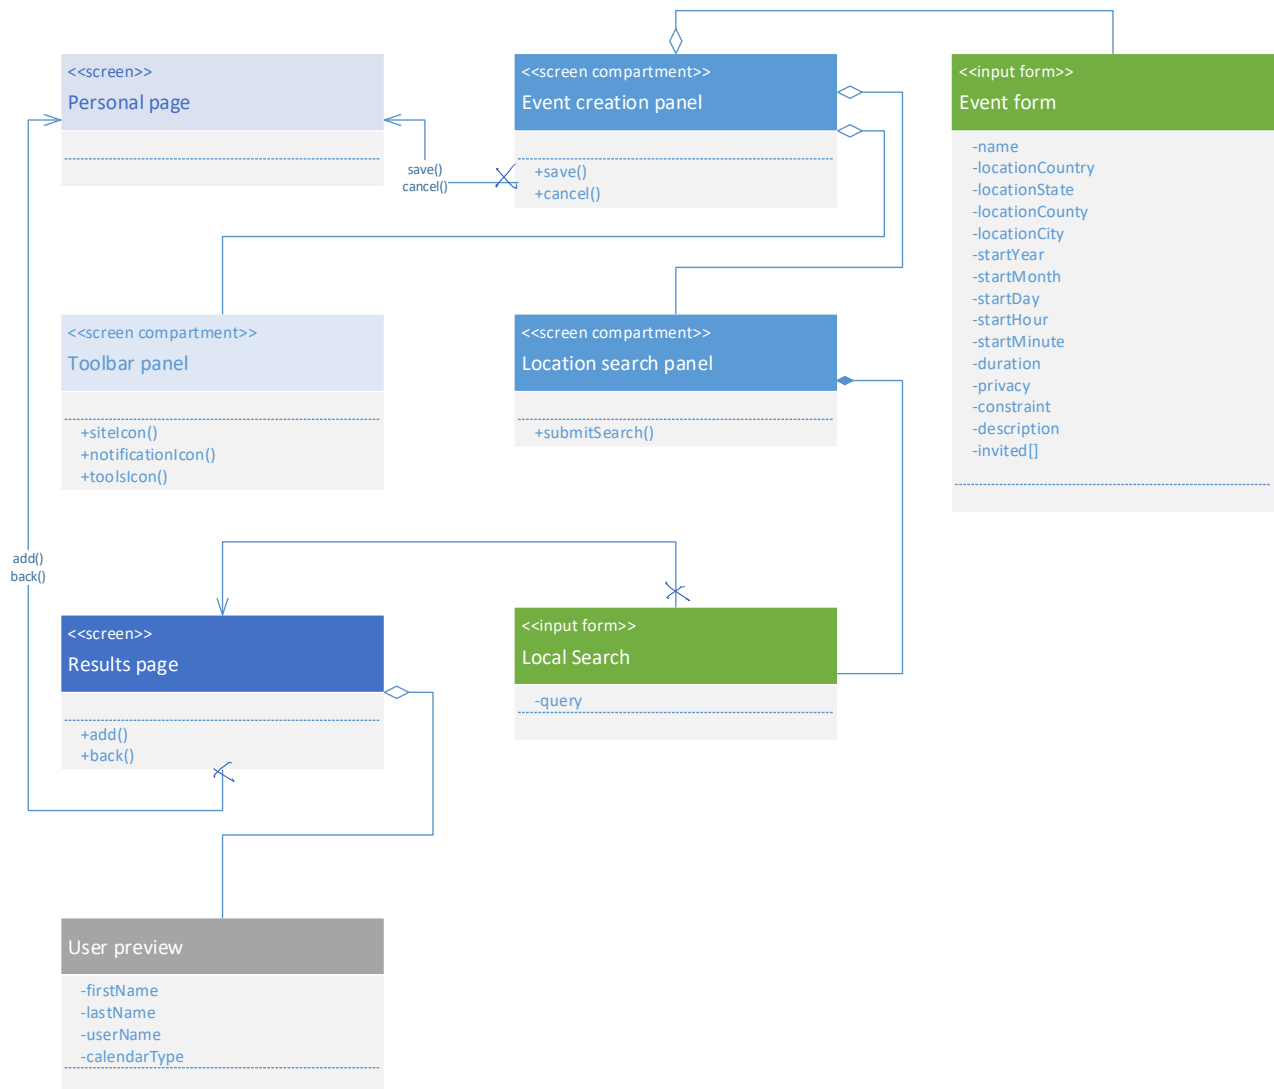 <<screen>>
Personal page
<<screen compartment>>
Event creation panel
+save()
+cancel()
save()
cancel()
<<input form>>
Event form
-name
-locationCountry
-locationState
-locationCounty
-locationCity
-startYear
-startMonth
-startDay
-startHour
-startMinute
-duration
-privacy
-constraint
-description
-invited[]
<<screen compartment>>
Toolbar panel
+siteIcon()
+notificationIcon()
+toolsIcon()
<<screen compartment>>
Location search panel
+submitSearch()
add()
back()
<<screen>>
Results page
+add()
+back()
<<input form>>
Local Search
-query
User preview
-firstName
-lastName
-userName
-calendarType